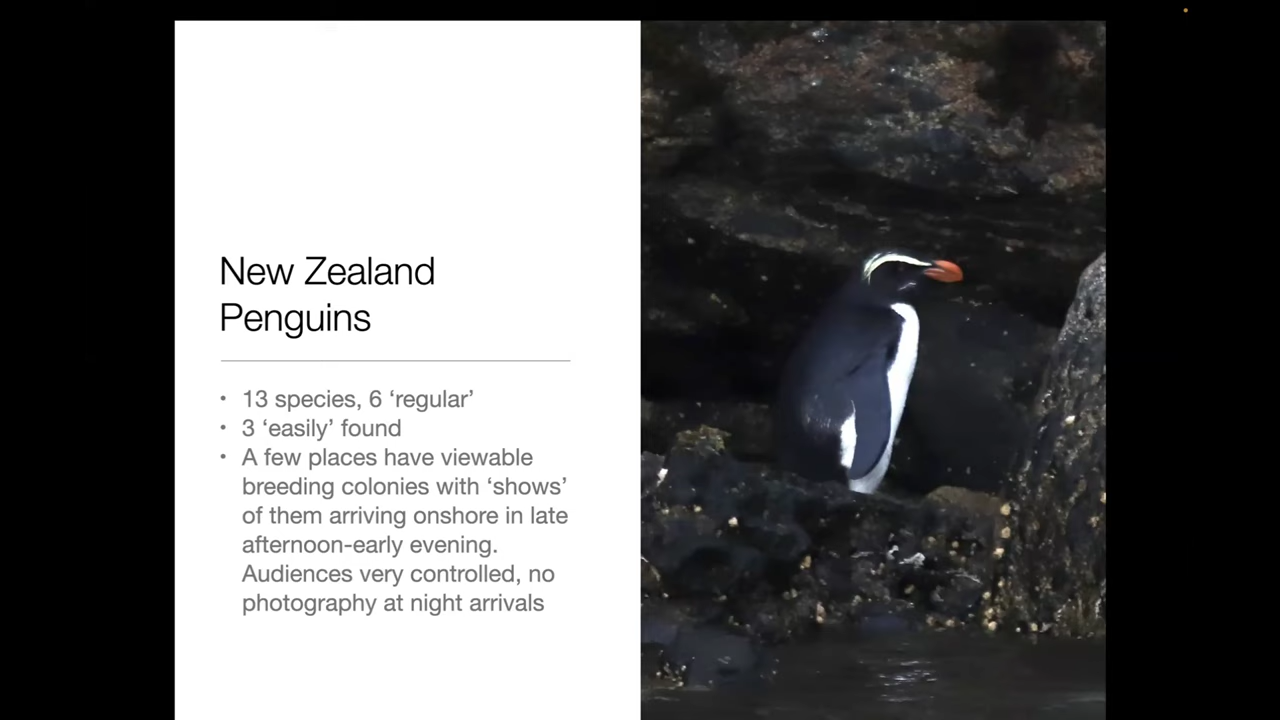 New Zealand
Penguins
• 13 species, 6 ‘regular’
• 3 ‘easily’ found
• A few places have viewable
breeding colonies with ‘shows’
of them arriving onshore in late
afternoon-early evening.
Audiences very controlled, no
photography at night arrivals